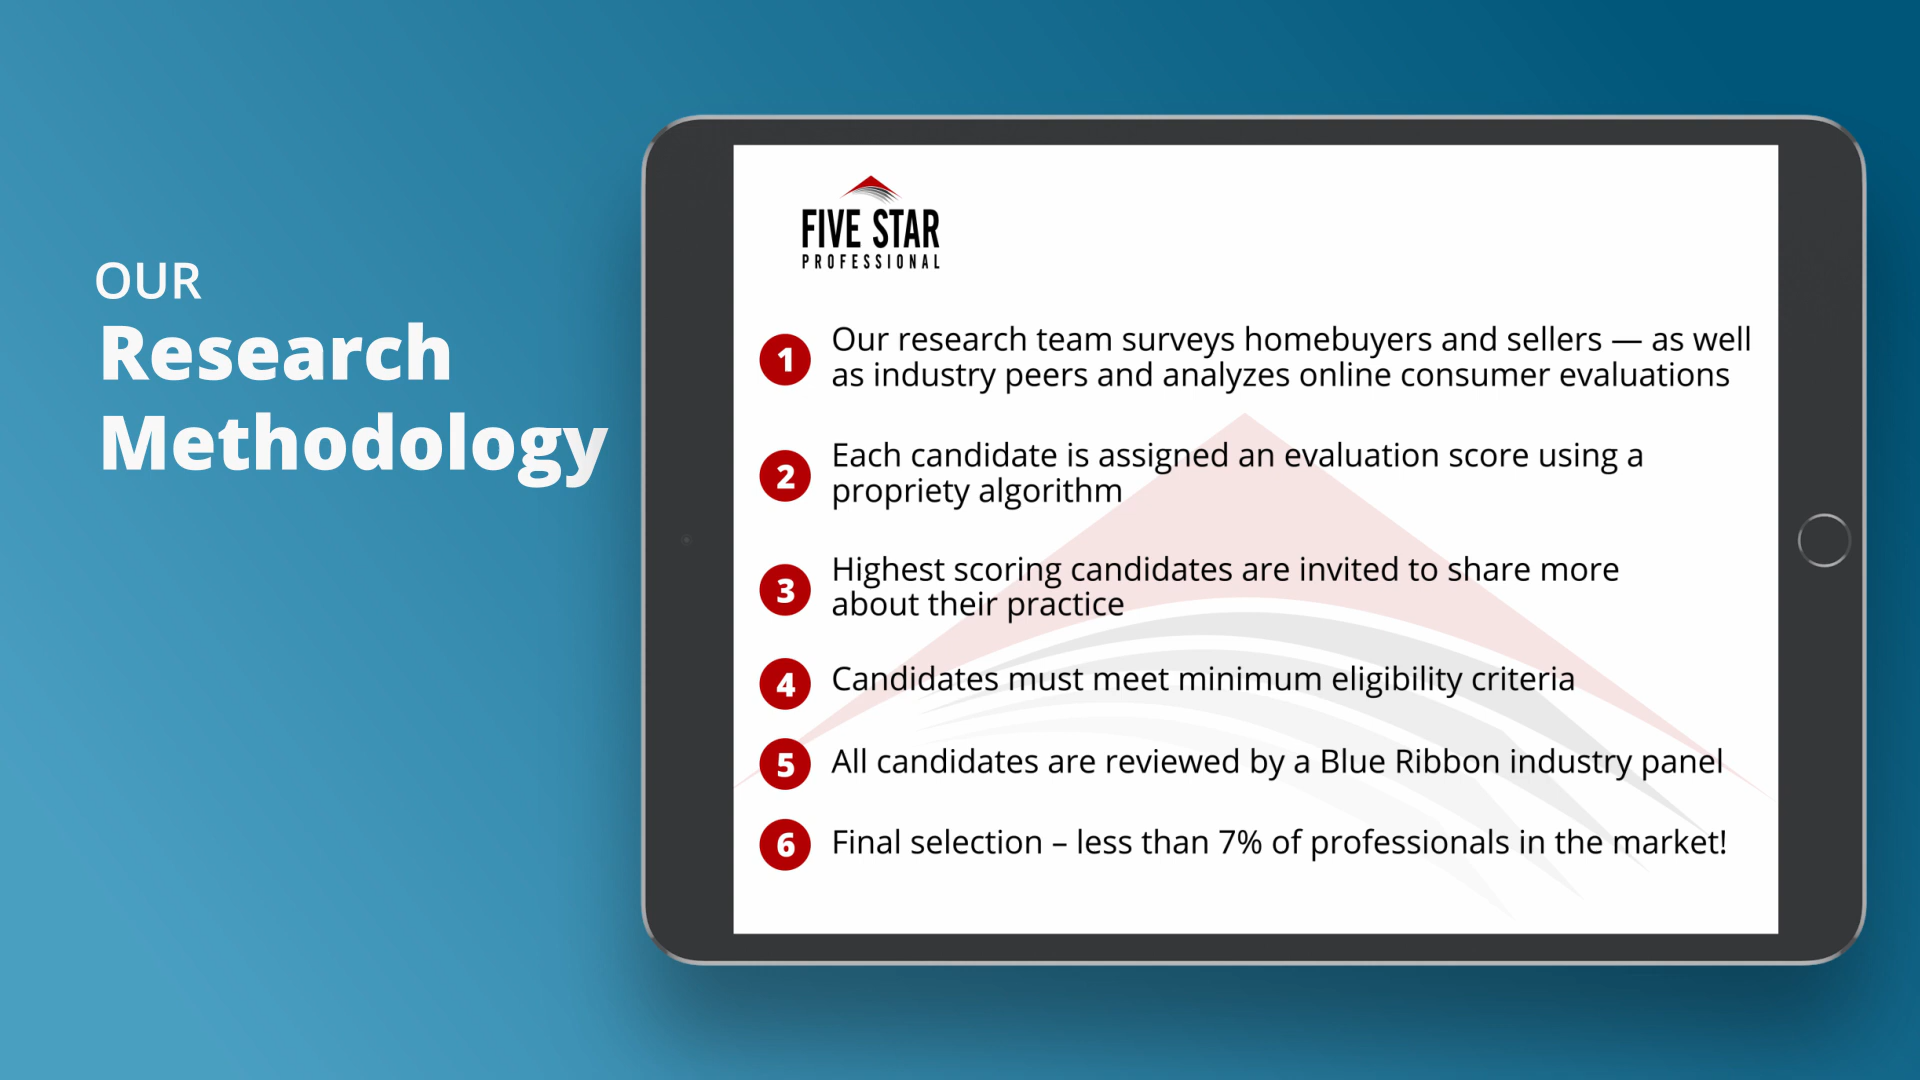 OUR
Research
Methodology
FIVE STAR
PROFESSIONAL
1 Our research team surveys homebuyers and sellers — as well
as industry peers and analyzes online consumer evaluations
2 Each candidate is assigned an evaluation score using a
propriety algorithm
3 Highest scoring candidates are invited to share more
about their practice
4 Candidates must meet minimum eligibility criteria
5 All candidates are reviewed by a Blue Ribbon industry panel
6 Final selection – less than 7% of professionals in the market!